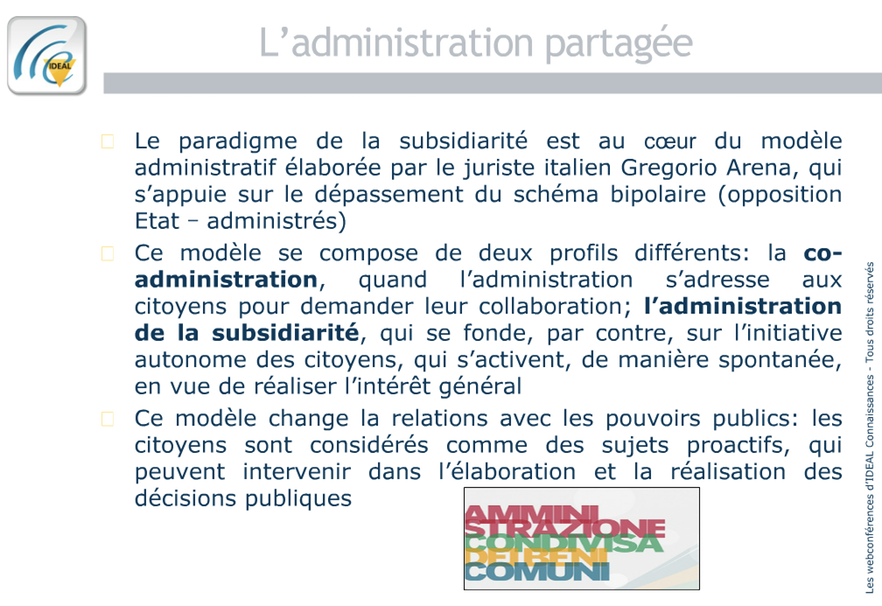 L'administration partagée
IDEAL
Le paradigme de la subsidiarité est au cœur du modèle
administratif élaborée par le juriste italien Gregorio Arena, qui
s'appuie sur le dépassement du schéma bipolaire (opposition
Etat – administrés)
Ce modèle se compose de deux profils différents: la co-
administration, quand l'administration s'adresse aux
citoyens pour demander leur collaboration; l'administration
de la subsidiarité, qui se fonde, par contre, sur l'initiative
autonome des citoyens, qui s'activent, de manière spontanée,
en vue de réaliser l'intérêt général
Ce modèle change la relations avec les pouvoirs publics: les
citoyens sont considérés comme des sujets proactifs, qui
peuvent intervenir dans l'élaboration et la réalisation des
décisions publiques
AMMINI
STRAZIONE
CONDIVISA
DEI BENI
COMUNI
Les webconférences d'IDEAL Connaissances - Tous droits réservés